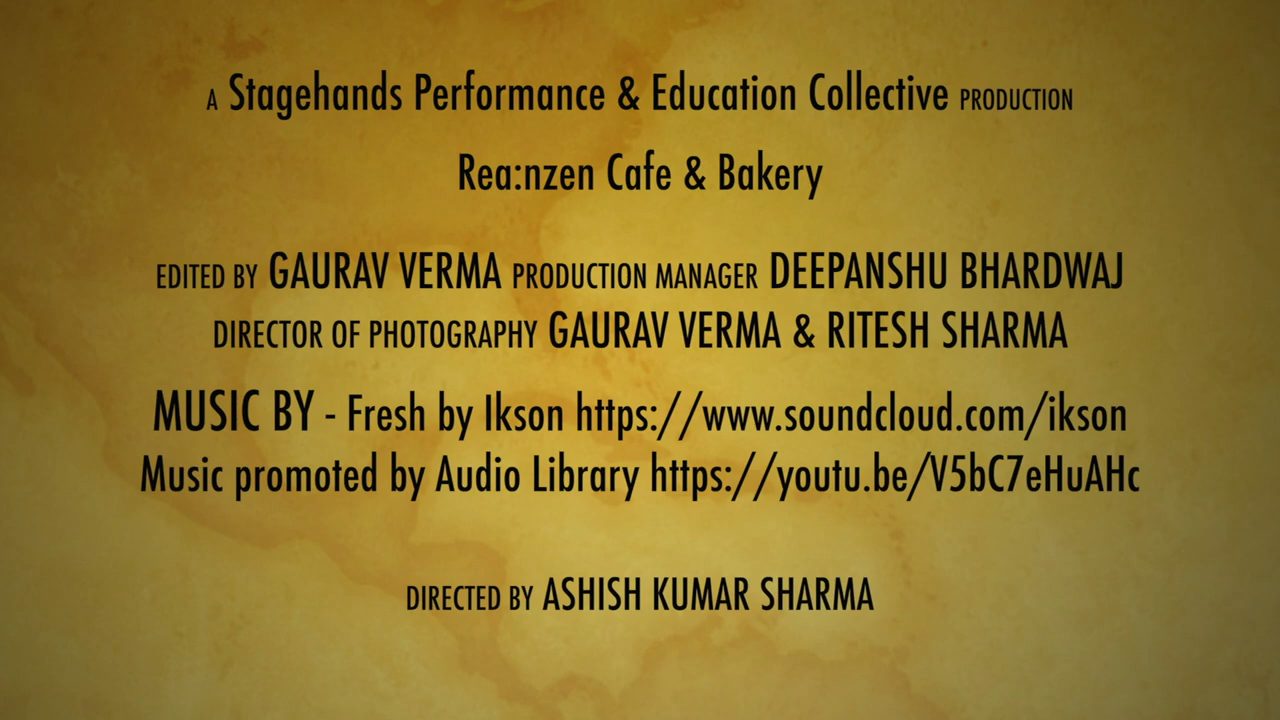 A Stagehands Performance & Education Collective PRODUCTION
Rea:nzen Cafe & Bakery
EDITED BY GAURAV VERMA PRODUCTION MANAGER DEEPANSHU BHARDWAJ
DIRECTOR OF PHOTOGRAPHY GAURAV VERMA & RITESH SHARMA
MUSIC BY - Fresh by Ikson https://www.soundcloud.com/ikson
Music promoted by Audio Library https://youtu.be/V5bC7eHuAHc
DIRECTED BY ASHISH KUMAR SHARMA